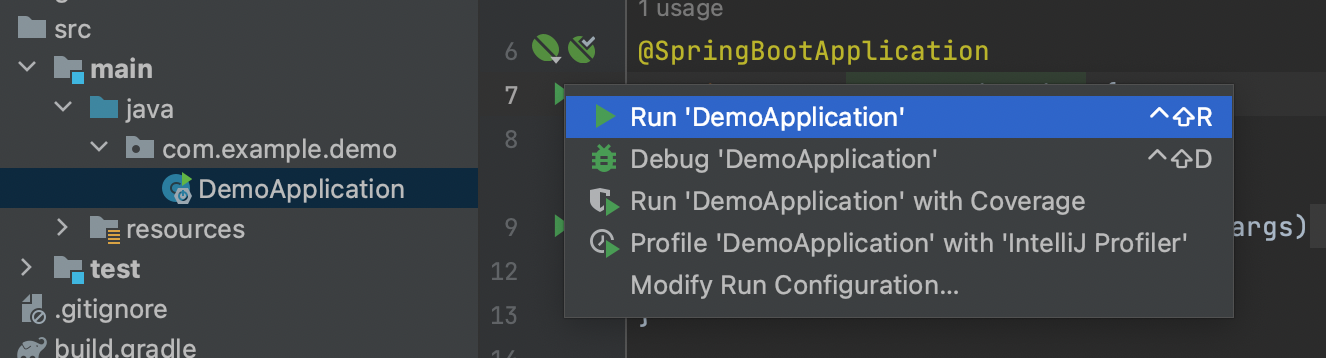 src
main
java
com.example.demo
DemoApplication
resources
test
.gitignore
build.gradle
1 usage
6 @SpringBootApplication
7
8
9 args)
12
13 }
14
Run 'DemoApplication' ^⇧R
Debug 'DemoApplication' ^⇧D
Run 'DemoApplication' with Coverage
Profile 'DemoApplication' with 'IntelliJ Profiler'
Modify Run Configuration...